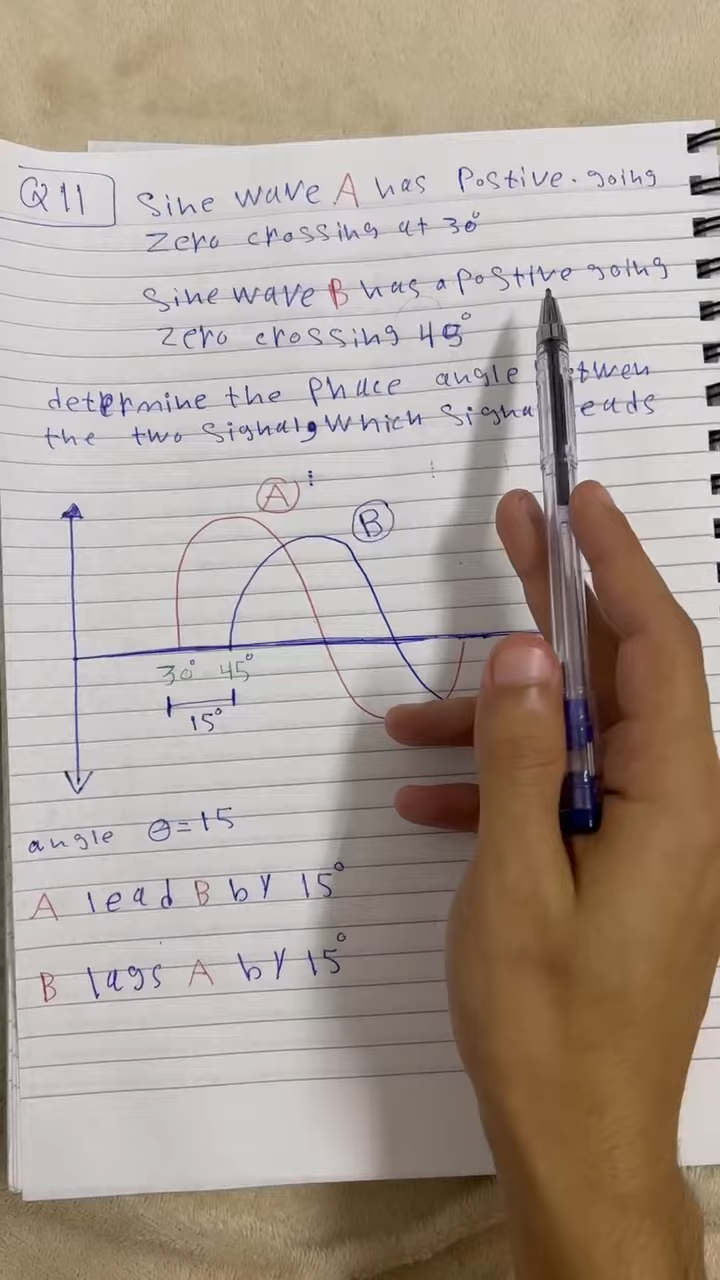 Q11 Sine wave A has Postive. going
Zero crossing at 30°
Sine wave B has a postive going
Zero crossing 45°
determine the Phace angle
the two Signals, Which Signal
A
B
30° 45°
15°
angle θ=15
A lead B by 15°
B lags A by 15°